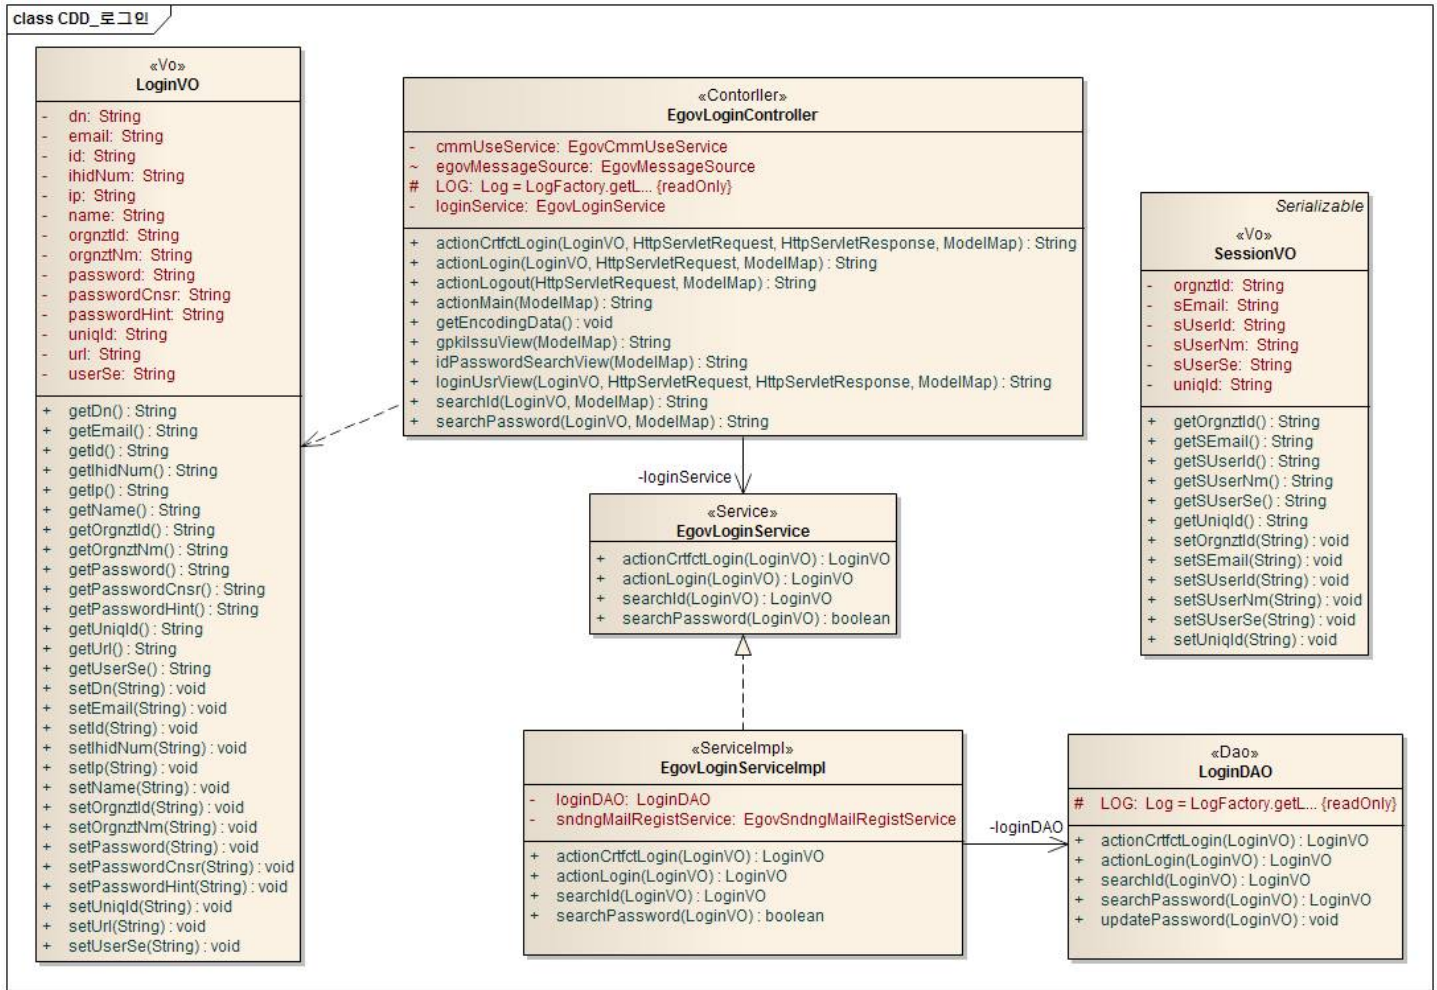 class CDD_로그인
«Vo»
LoginVO
- dn: String
- email: String
- id: String
- ihidNum: String
- ip: String
- name: String
- orgnztId: String
- orgnztNm: String
- password: String
- passwordCnsr: String
- passwordHint: String
- uniqId: String
- url: String
- userSe: String
+ getDn() : String
+ getEmail() : String
+ getId() : String
+ getIhidNum() : String
+ getIp() : String
+ getName() : String
+ getOrgnztId() : String
+ getOrgnztNm() : String
+ getPassword() : String
+ getPasswordCnsr() : String
+ getPasswordHint() : String
+ getUniqId() : String
+ getUrl() : String
+ getUserSe() : String
+ setDn(String) : void
+ setEmail(String) : void
+ setId(String) : void
+ setIhidNum(String) : void
+ setIp(String) : void
+ setName(String) : void
+ setOrgnztId(String) : void
+ setOrgnztNm(String) : void
+ setPassword(String) : void
+ setPasswordCnsr(String) : void
+ setPasswordHint(String) : void
+ setUniqId(String) : void
+ setUrl(String) : void
+ setUserSe(String) : void
«Contorller»
EgovLoginController
- cmmUseService: EgovCmmUseService
~ egovMessageSource: EgovMessageSource
# LOG: Log = LogFactory.getL... {readOnly}
- loginService: EgovLoginService
+ actionCrtfctLogin(LoginVO, HttpServletRequest, HttpServletResponse, ModelMap) : String
+ actionLogin(LoginVO, HttpServletRequest, ModelMap) : String
+ actionLogout(HttpServletRequest, ModelMap) : String
+ actionMain(ModelMap) : String
+ getEncodingData() : void
+ gpkiIssuView(ModelMap) : String
+ idPasswordSearchView(ModelMap) : String
+ loginUsrView(LoginVO, HttpServletRequest, HttpServletResponse, ModelMap) : String
+ searchId(LoginVO, ModelMap) : String
+ searchPassword(LoginVO, ModelMap) : String
-loginService
«Service»
EgovLoginService
+ actionCrtfctLogin(LoginVO) : LoginVO
+ actionLogin(LoginVO) : LoginVO
+ searchId(LoginVO) : LoginVO
+ searchPassword(LoginVO) : boolean
Serializable
«Vo»
SessionVO
- orgnztId: String
- sEmail: String
- sUserId: String
- sUserNm: String
- sUserSe: String
- uniqId: String
+ getOrgnztId() : String
+ getSEmail() : String
+ getSUserId() : String
+ getSUserNm() : String
+ getSUserSe() : String
+ getUniqId() : String
+ setOrgnztId(String) : void
+ setSEmail(String) : void
+ setSUserId(String) : void
+ setSUserNm(String) : void
+ setSUserSe(String) : void
+ setUniqId(String) : void
«ServiceImpl»
EgovLoginServiceImpl
- loginDAO: LoginDAO
- sndngMailRegistService: EgovSndngMailRegistService
+ actionCrtfctLogin(LoginVO) : LoginVO
+ actionLogin(LoginVO) : LoginVO
+ searchId(LoginVO) : LoginVO
+ searchPassword(LoginVO) : boolean
-loginDAO
«Dao»
LoginDAO
# LOG: Log = LogFactory.getL... {readOnly}
+ actionCrtfctLogin(LoginVO) : LoginVO
+ actionLogin(LoginVO) : LoginVO
+ searchId(LoginVO) : LoginVO
+ searchPassword(LoginVO) : LoginVO
+ updatePassword(LoginVO) : void